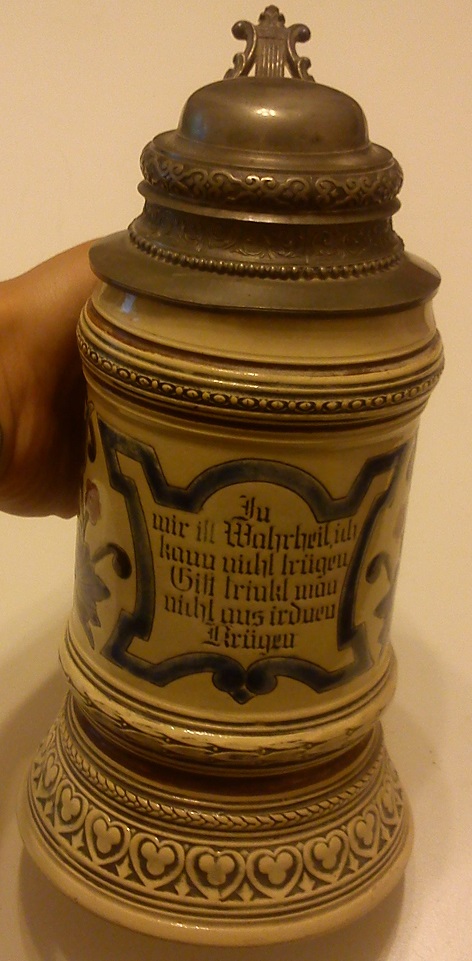 In
mir ist Wahrheit, ich
kann nicht trügen
Gift trinkt man
nicht aus irdnen
Krügen